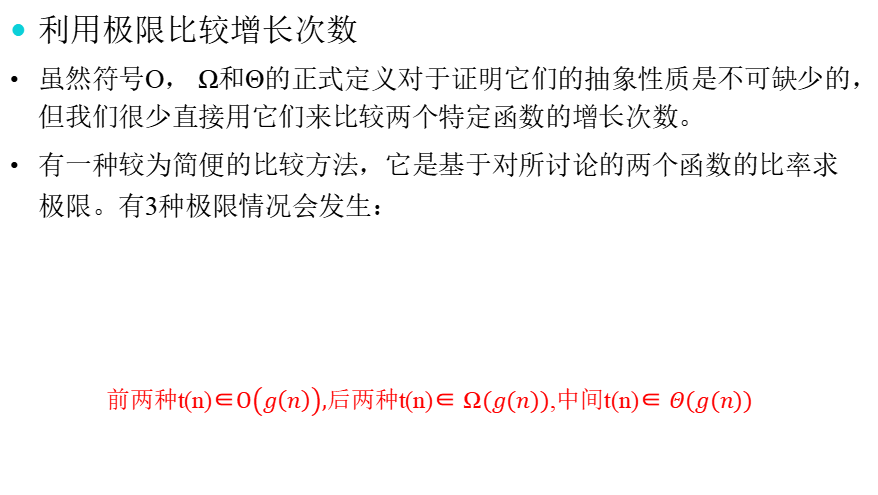 利用极限比较增长次数
• 虽然符号O， Ω和Θ的正式定义对于证明它们的抽象性质是不可缺少的，
但我们很少直接用它们来比较两个特定函数的增长次数。
• 有一种较为简便的比较方法，它是基于对所讨论的两个函数的比率求
极限。有3种极限情况会发生：
前两种t(n)∈O(g(n)),后两种t(n)∈ Ω(g(n)),中间t(n)∈ Θ(g(n))